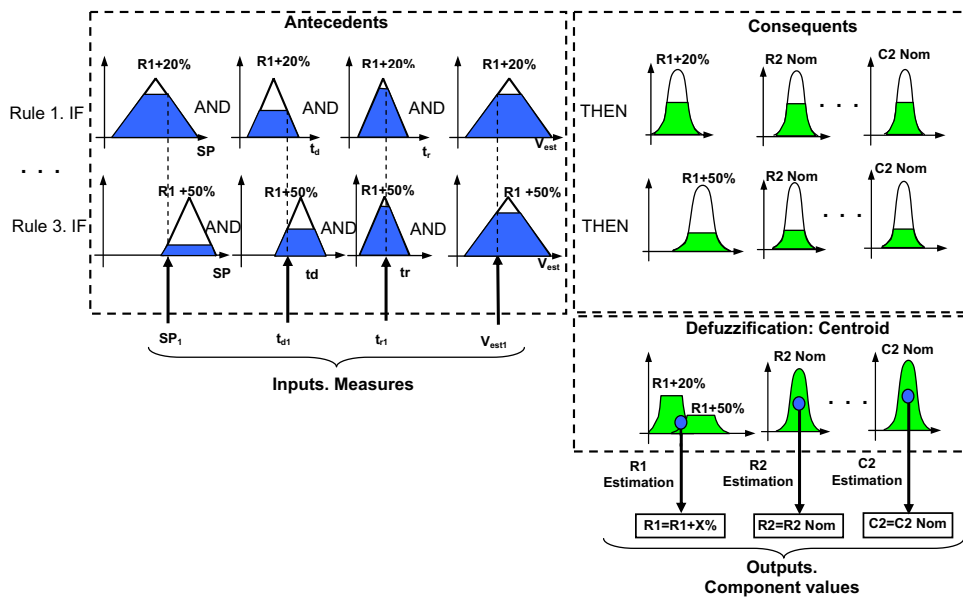 Antecedents
R1+20% R1+20% R1+20% R1+20%
Rule 1. IF AND AND AND
SP td tr Vest
. . .
R1 +50% R1+50% R1+50% R1 +50%
Rule 3. IF AND AND AND
SP td tr Vest
SP1 td1 tr1 Vest1
Inputs. Measures
Consequents
R1+20% R2 Nom C2 Nom
THEN . . .
R1+50% R2 Nom C2 Nom
THEN . . .
Defuzzification: Centroid
R1+20% R1+50% R2 Nom . . . C2 Nom
R1 Estimation R2 Estimation C2 Estimation
R1=R1+X% R2=R2 Nom C2=C2 Nom
Outputs.
Component values